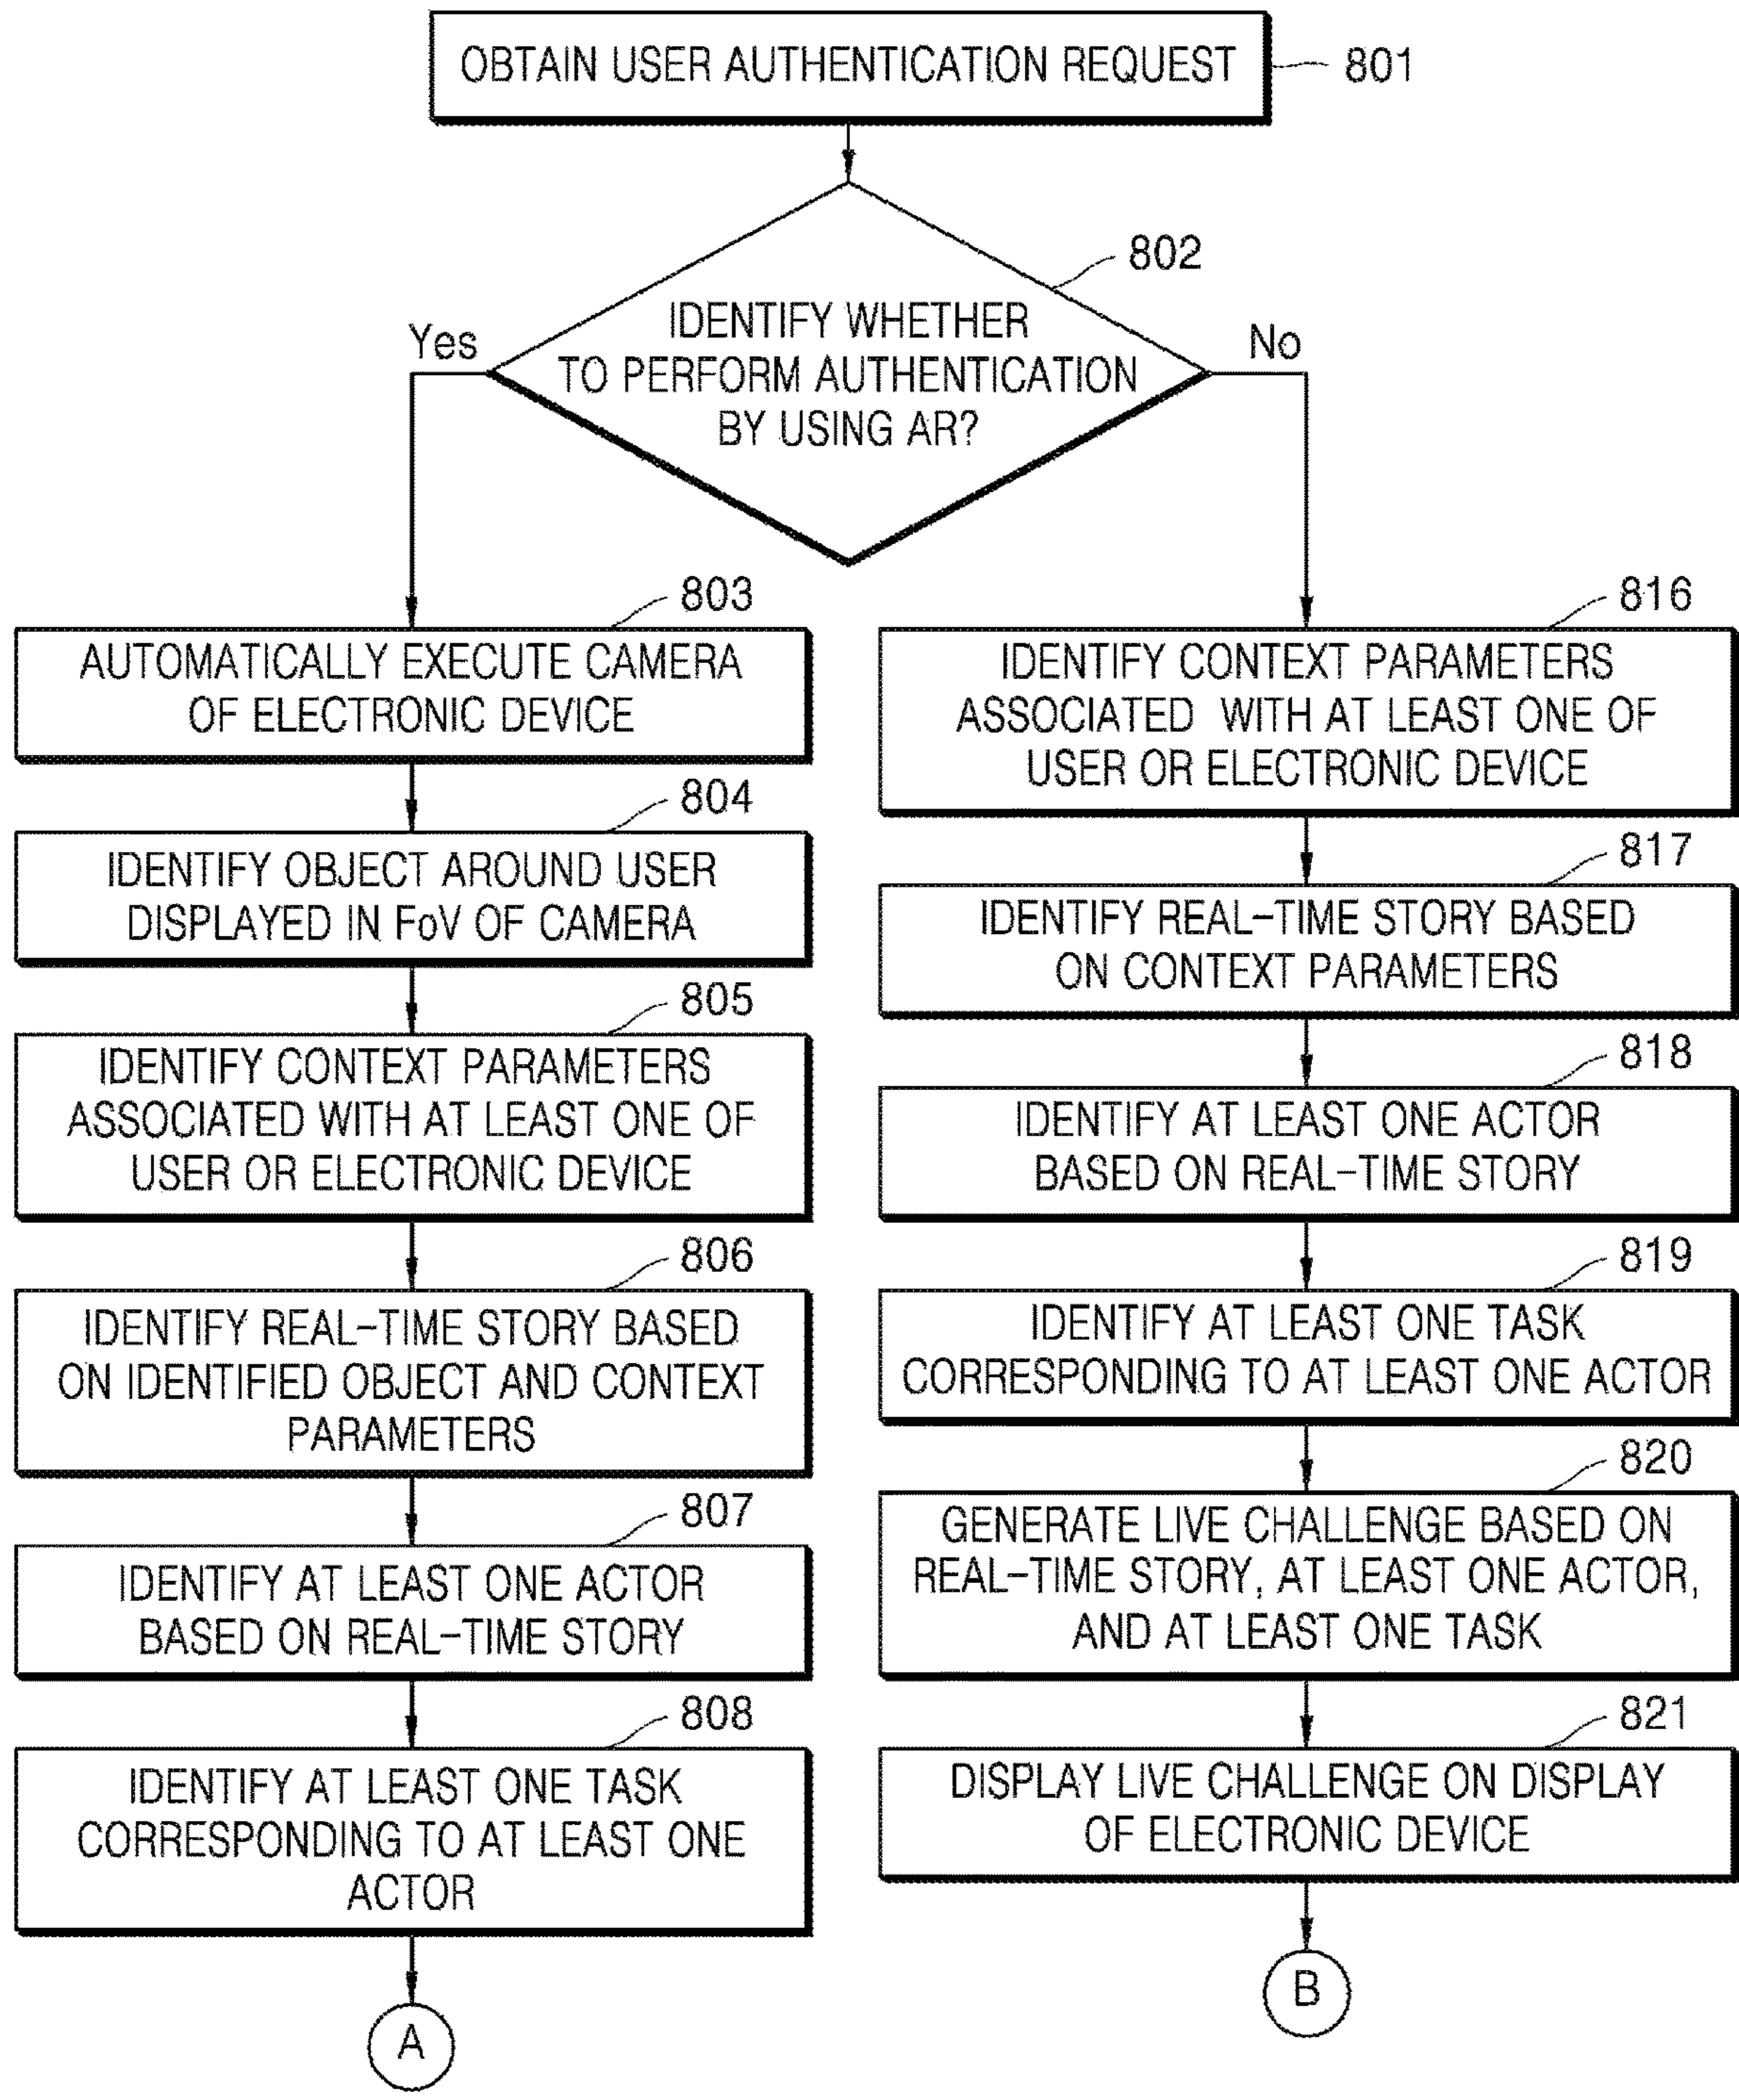 OBTAIN USER AUTHENTICATION REQUEST
801
802
IDENTIFY WHETHER
TO PERFORM AUTHENTICATION
BY USING AR?
Yes
No
803
AUTOMATICALLY EXECUTE CAMERA
OF ELECTRONIC DEVICE
804
IDENTIFY OBJECT AROUND USER
DISPLAYED IN FoV OF CAMERA
805
IDENTIFY CONTEXT PARAMETERS
ASSOCIATED WITH AT LEAST ONE OF
USER OR ELECTRONIC DEVICE
806
IDENTIFY REAL-TIME STORY BASED
ON IDENTIFIED OBJECT AND CONTEXT
PARAMETERS
807
IDENTIFY AT LEAST ONE ACTOR
BASED ON REAL-TIME STORY
808
IDENTIFY AT LEAST ONE TASK
CORRESPONDING TO AT LEAST ONE
ACTOR
A
816
IDENTIFY CONTEXT PARAMETERS
ASSOCIATED WITH AT LEAST ONE OF
USER OR ELECTRONIC DEVICE
817
IDENTIFY REAL-TIME STORY BASED
ON CONTEXT PARAMETERS
818
IDENTIFY AT LEAST ONE ACTOR
BASED ON REAL-TIME STORY
819
IDENTIFY AT LEAST ONE TASK
CORRESPONDING TO AT LEAST ONE ACTOR
820
GENERATE LIVE CHALLENGE BASED ON
REAL-TIME STORY, AT LEAST ONE ACTOR,
AND AT LEAST ONE TASK
821
DISPLAY LIVE CHALLENGE ON DISPLAY
OF ELECTRONIC DEVICE
B